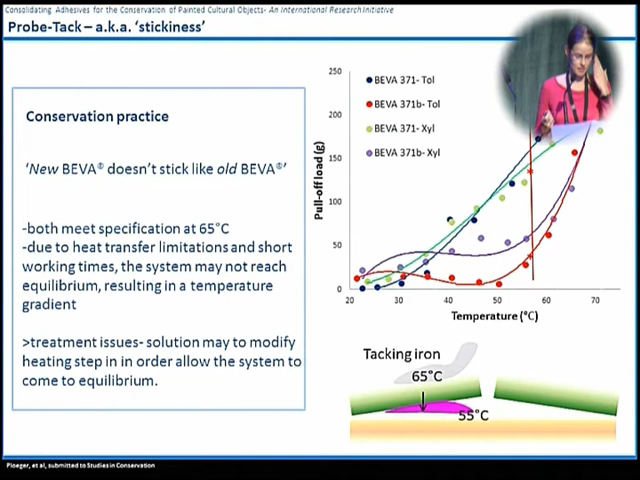 Consolidating Adhesives for the Conservation of Painted Cultural Objects- An International Research Initiative
Probe-Tack – a.k.a. ‘stickiness’
Conservation practice
‘New BEVA® doesn’t stick like old BEVA®’
-both meet specification at 65°C
-due to heat transfer limitations and short
working times, the system may not reach
equilibrium, resulting in a temperature
gradient
>treatment issues- solution may to modify
heating step in in order allow the system to
come to equilibrium.
Pull-off load (g)
250
200
150
100
50
0
BEVA 371- Tol
BEVA 371b- Tol
BEVA 371- Xyl
BEVA 371b- Xyl
20
30
40
50
60
70
Temperature (°C)
Tacking iron
65°C
55°C
Ploeger, et al, submitted to Studies in Conservation